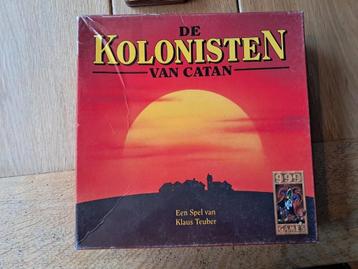 DE
KOLONISTEN
VAN CATAN
Een Spel van
Klaus Teuber
999
GAMES